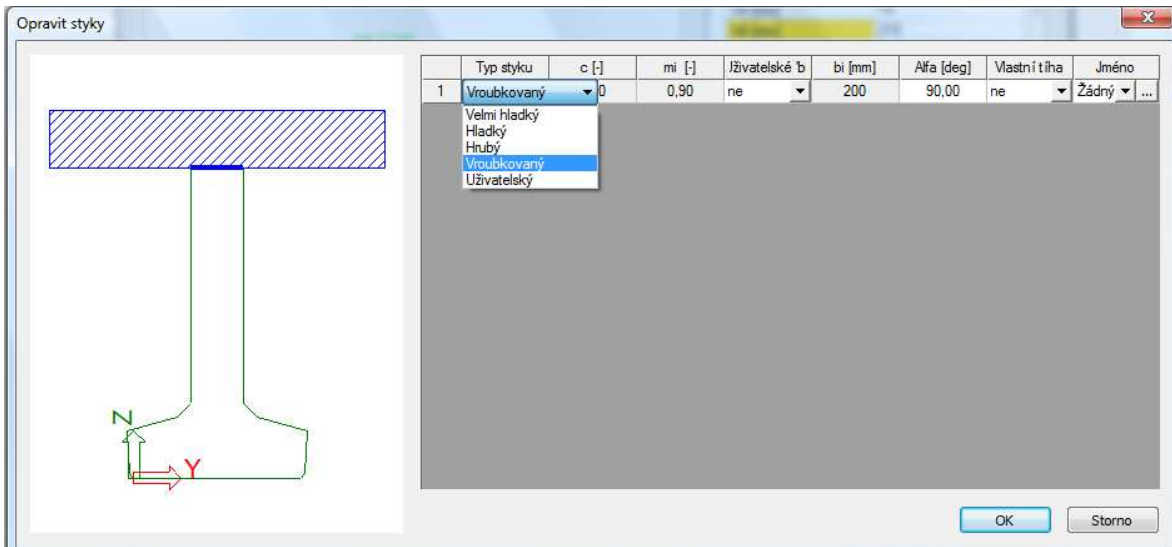 Opravit styky
Typ styku c [-] mi [-] bi [mm] Alfa [deg] Vlastní tíha Jméno
1 Vroubkovaný 0 0,90 ne 200 90,00 ne Žádný ...
Velmi hladký
Hladký
Hrubý
Vroubkovaný
Uživatelský
N
Y
OK Storno